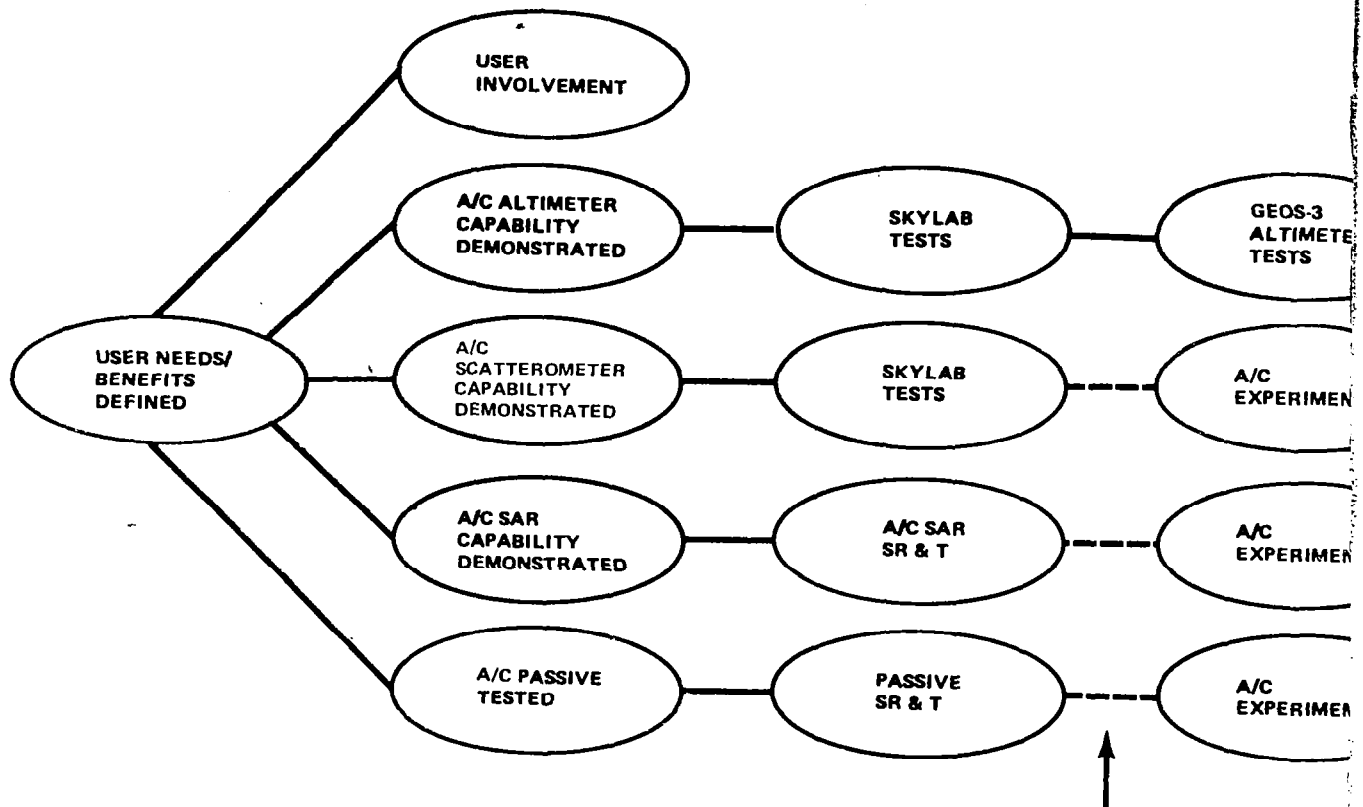 USER
INVOLVEMENT
A/C ALTIMETER
CAPABILITY
DEMONSTRATED
SKYLAB
TESTS
GEOS-3
ALTIMETE
TESTS
USER NEEDS/
BENEFITS
DEFINED
A/C
SCATTEROMETER
CAPABILITY
DEMONSTRATED
SKYLAB
TESTS
A/C
EXPERIMEN
A/C SAR
CAPABILITY
DEMONSTRATED
A/C SAR
SR & T
A/C
EXPERIMEN
A/C PASSIVE
TESTED
PASSIVE
SR & T
A/C
EXPERIMEN